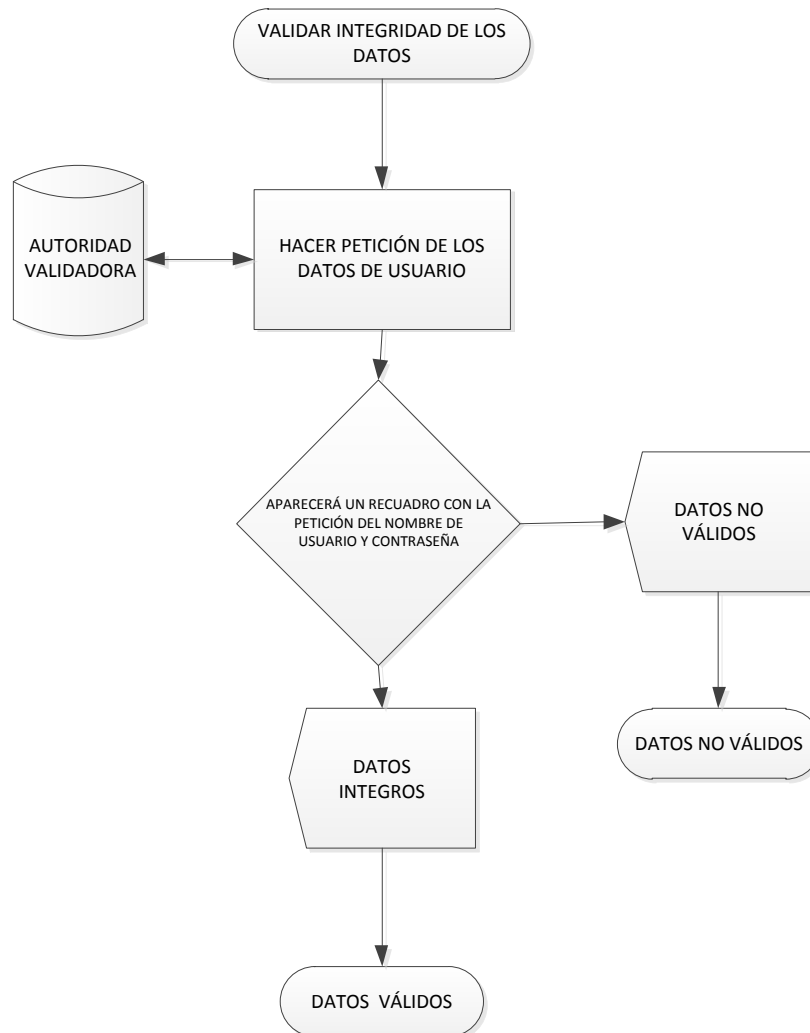 VALIDAR INTEGRIDAD DE LOS
DATOS
AUTORIDAD
VALIDADORA
HACER PETICIÓN DE LOS
DATOS DE USUARIO
APARECERÁ UN RECUADRO CON LA
PETICIÓN DEL NOMBRE DE
USUARIO Y CONTRASEÑA
DATOS NO
VÁLIDOS
DATOS NO VÁLIDOS
DATOS
INTEGROS
DATOS VÁLIDOS